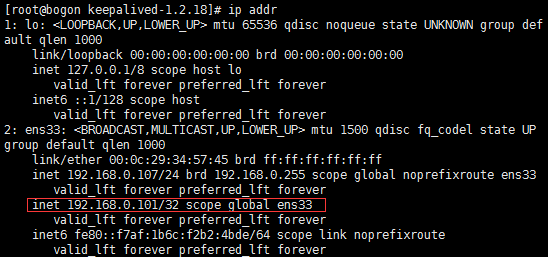 [root@bogon keepalived-1.2.18]# ip addr
1: lo: <LOOPBACK,UP,LOWER_UP> mtu 65536 qdisc noqueue state UNKNOWN group def
ault qlen 1000
link/loopback 00:00:00:00:00:00 brd 00:00:00:00:00:00
inet 127.0.0.1/8 scope host lo
valid_lft forever preferred_lft forever
inet6 ::1/128 scope host
valid_lft forever preferred_lft forever
2: ens33: <BROADCAST,MULTICAST,UP,LOWER_UP> mtu 1500 qdisc fq_codel state UP
group default qlen 1000
link/ether 00:0c:29:34:57:45 brd ff:ff:ff:ff:ff:ff
inet 192.168.0.107/24 brd 192.168.0.255 scope global noprefixroute ens33
valid_lft forever preferred_lft forever
inet 192.168.0.101/32 scope global ens33
valid_lft forever preferred_lft forever
inet6 fe80::f7af:1b6c:f2b2:4bde/64 scope link noprefixroute
valid_lft forever preferred_lft forever